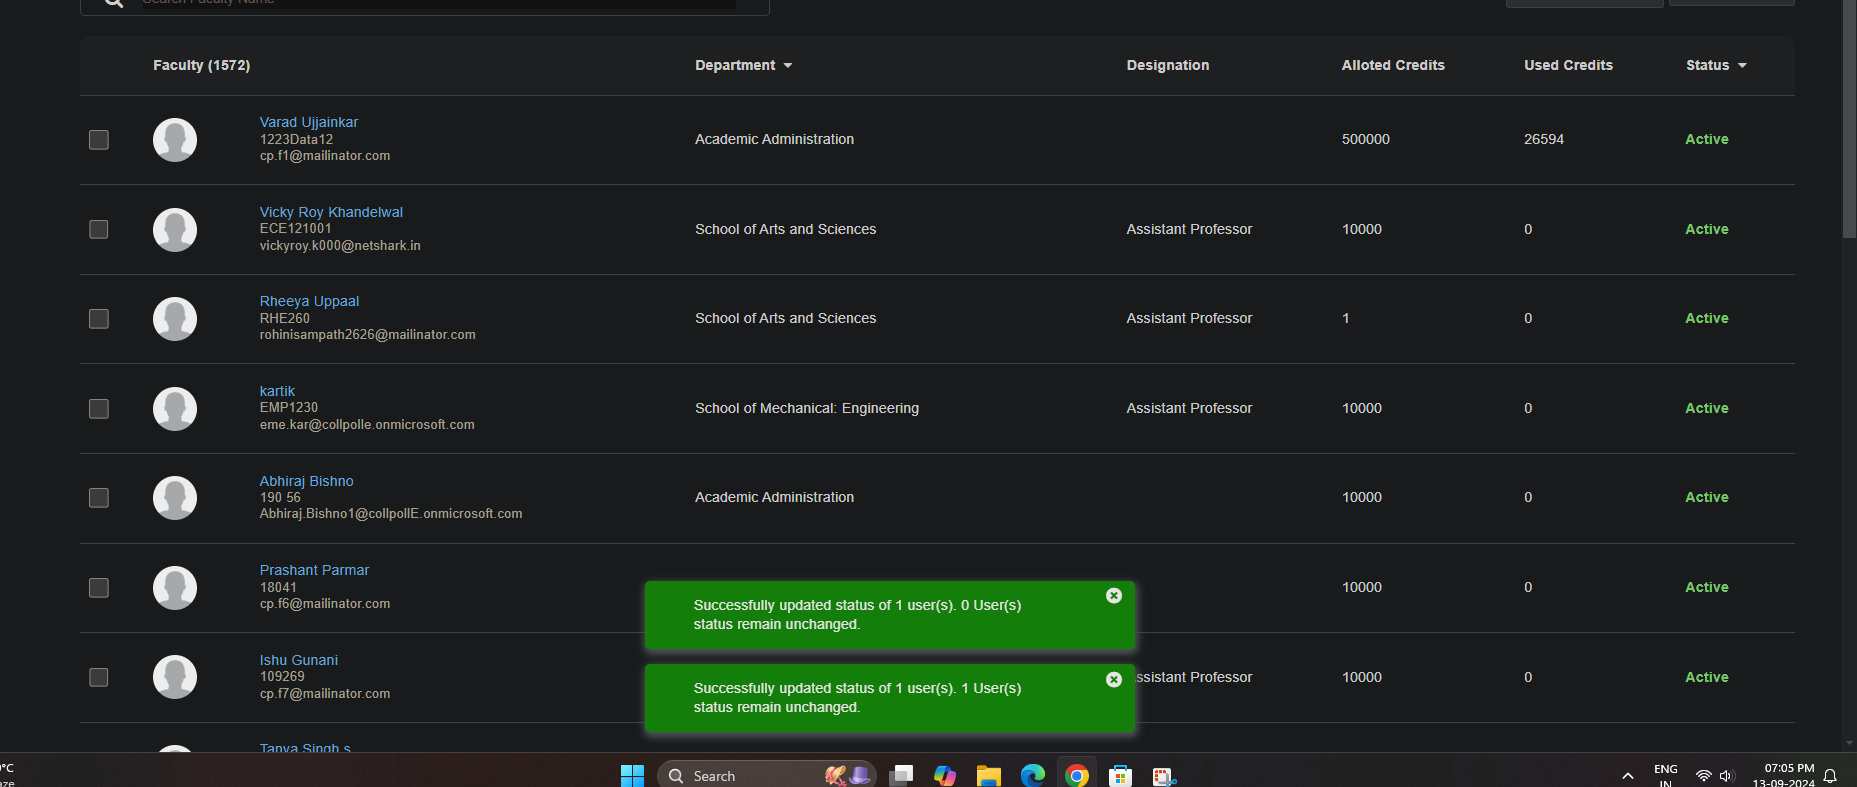 Search Faculty Name
Faculty (1572) Department Designation Alloted Credits Used Credits Status
Varad Ujjainkar
1223Data12
cp.f1@mailinator.com
Academic Administration 500000 26594 Active
Vicky Roy Khandelwal
ECE121001
vickyroy.k000@netshark.in
School of Arts and Sciences Assistant Professor 10000 0 Active
Rheeya Uppaal
RHE260
rohinisampath2626@mailinator.com
School of Arts and Sciences Assistant Professor 1 0 Active
kartik
EMP1230
eme.kar@collpolle.onmicrosoft.com
School of Mechanical: Engineering Assistant Professor 10000 0 Active
Abhiraj Bishno
190 56
Abhiraj.Bishno1@collpollE.onmicrosoft.com
Academic Administration 10000 0 Active
Prashant Parmar
18041
cp.f6@mailinator.com
10000 0 Active
Successfully updated status of 1 user(s). 0 User(s)
status remain unchanged.
Ishu Gunani
109269
cp.f7@mailinator.com
ssistant Professor 10000 0 Active
Successfully updated status of 1 user(s). 1 User(s)
status remain unchanged.
Tanya Singh s
°C
Search
ENG
IN
07:05 PM
13-09-2024